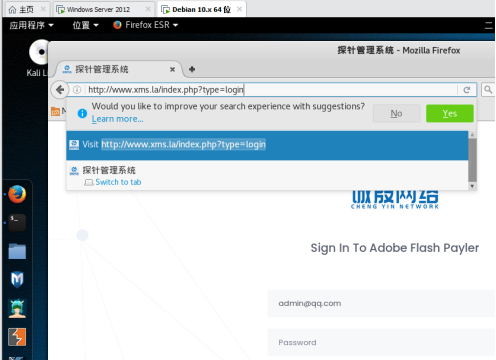 主页 Windows Server 2012 Debian 10.x 64 位
应用程序 位置 Firefox ESR
探针管理系统 - Mozilla Firefox
Kali L
探针管理系统
http://www.xms.la/index.php?type=login
Would you like to improve your search experience with suggestions?
Learn more...
No
Yes
Visit http://www.xms.la/index.php?type=login
探针管理系统
Switch to tab
CHENG YIN NETWORK
Sign In To Adobe Flash Payler
admin@qq.com
Password